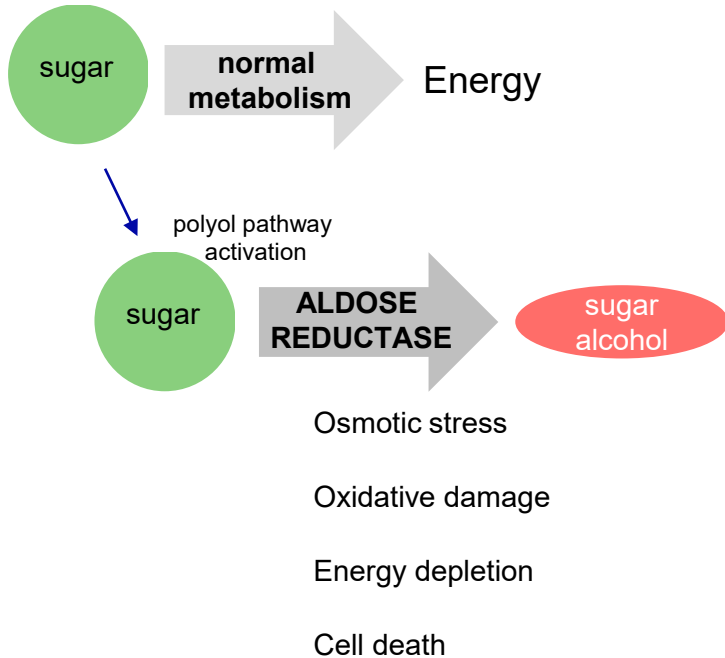 sugar
normal
metabolism
Energy
polyol pathway
activation
sugar
ALDOSE
REDUCTASE
sugar
alcohol
Osmotic stress
Oxidative damage
Energy depletion
Cell death